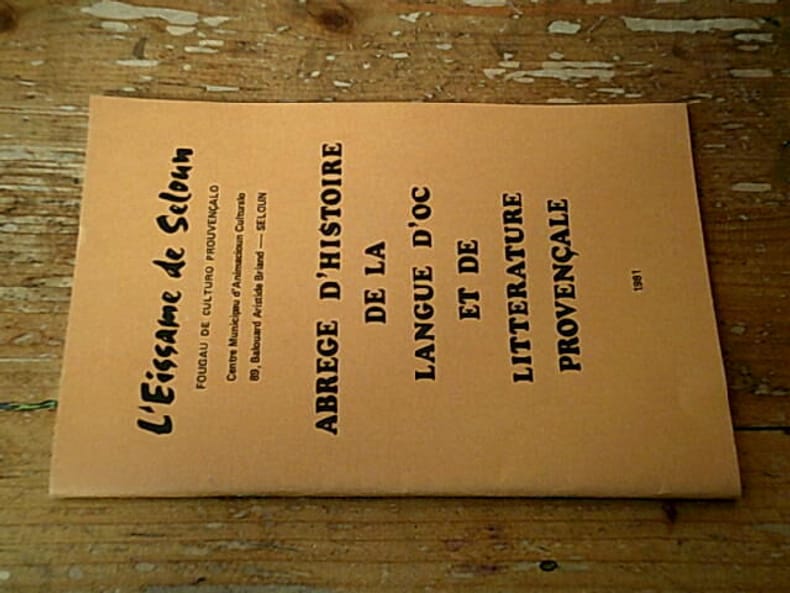 L'Eissame de Seloun
FOUGAU DE CULTURO PROUVENÇALO
Centre Municipau d'Animacioun Culturalo
89, Balouard Aristide Briand — SELOUN
ABREGE D'HISTOIRE
DE LA
LANGUE D'OC
ET DE
LITTERATURE
PROVENÇALE
1981